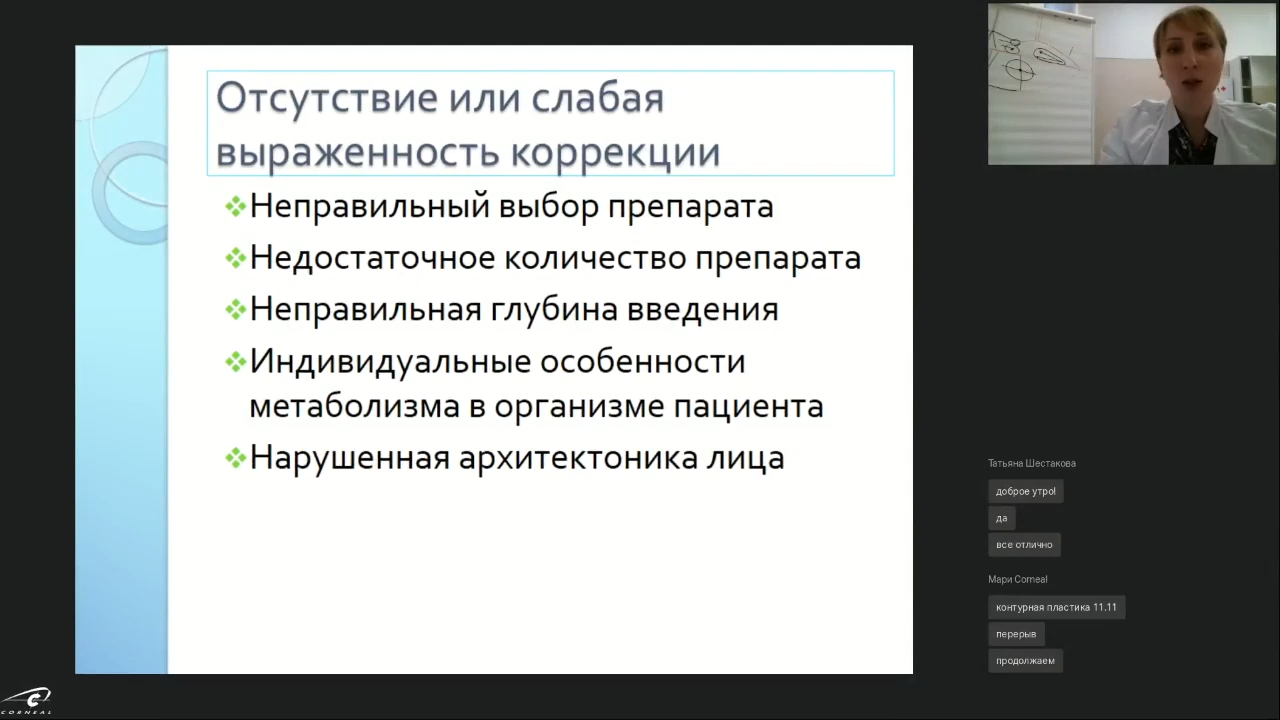 Отсутствие или слабая
выраженность коррекции
Неправильный выбор препарата
Недостаточное количество препарата
Неправильная глубина введения
Индивидуальные особенности
метаболизма в организме пациента
Нарушенная архитектоника лица
Татьяна Шестакова
доброе утро!
да
все отлично
Мари Corneal
контурная пластика 11.11
перерыв
продолжаем
CORNEAL